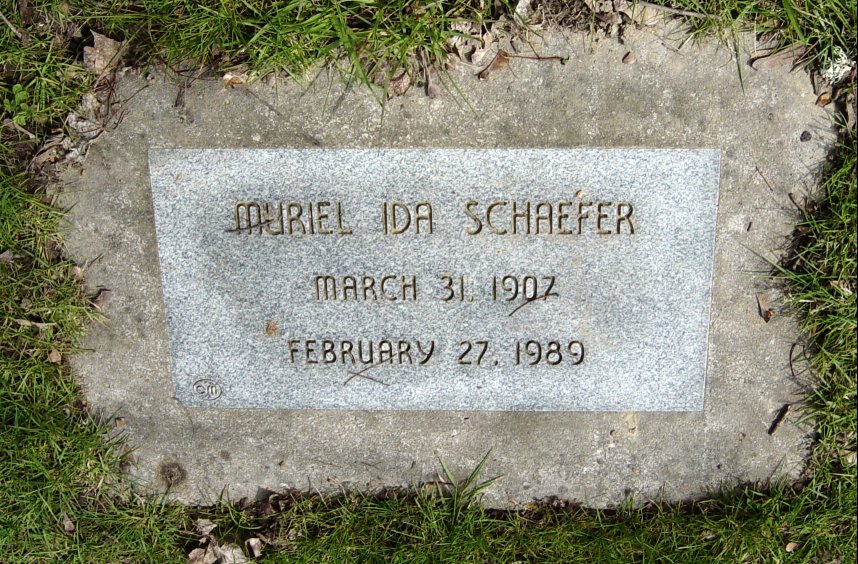 MURIEL IDA SCHAEFER
MARCH 31, 1907
FEBRUARY 27, 1989